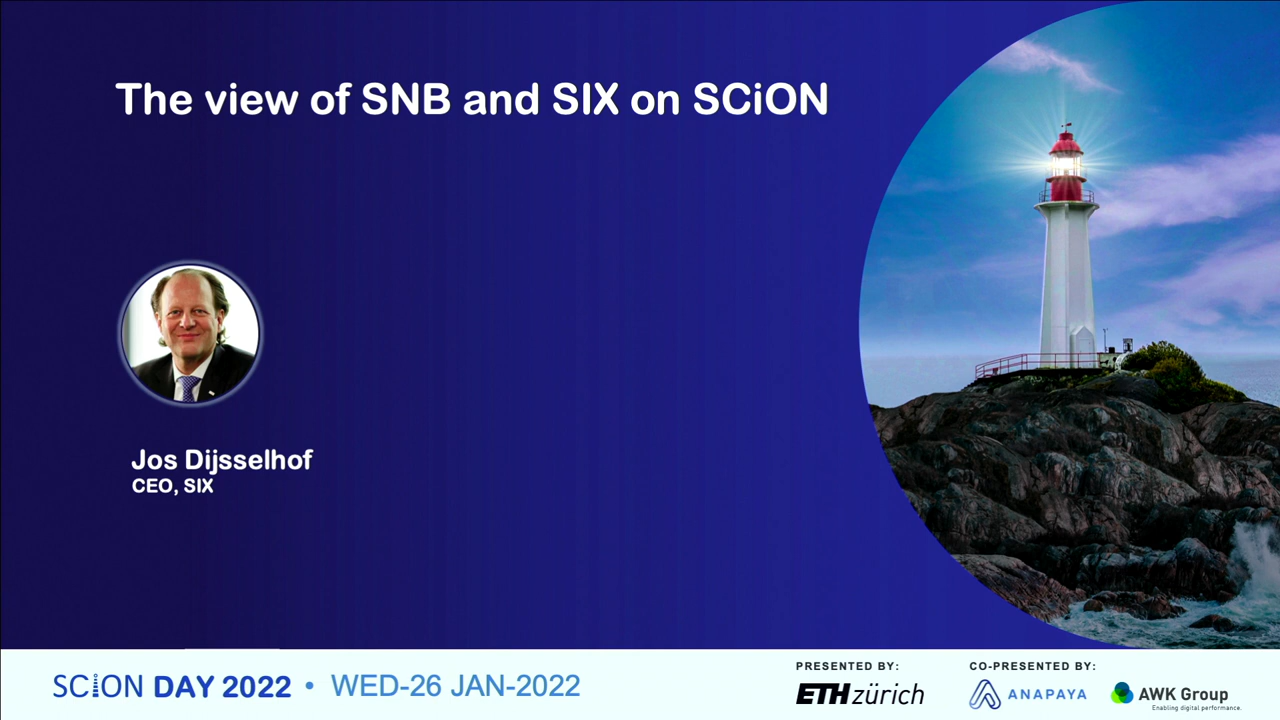 The view of SNB and SIX on SCiON
Jos Dijsselhof
CEO, SIX
SCION DAY 2022 • WED-26 JAN-2022
PRESENTED BY:
ETH zürich
CO-PRESENTED BY:
ANAPAYA
AWK Group
Enabling digital performance.